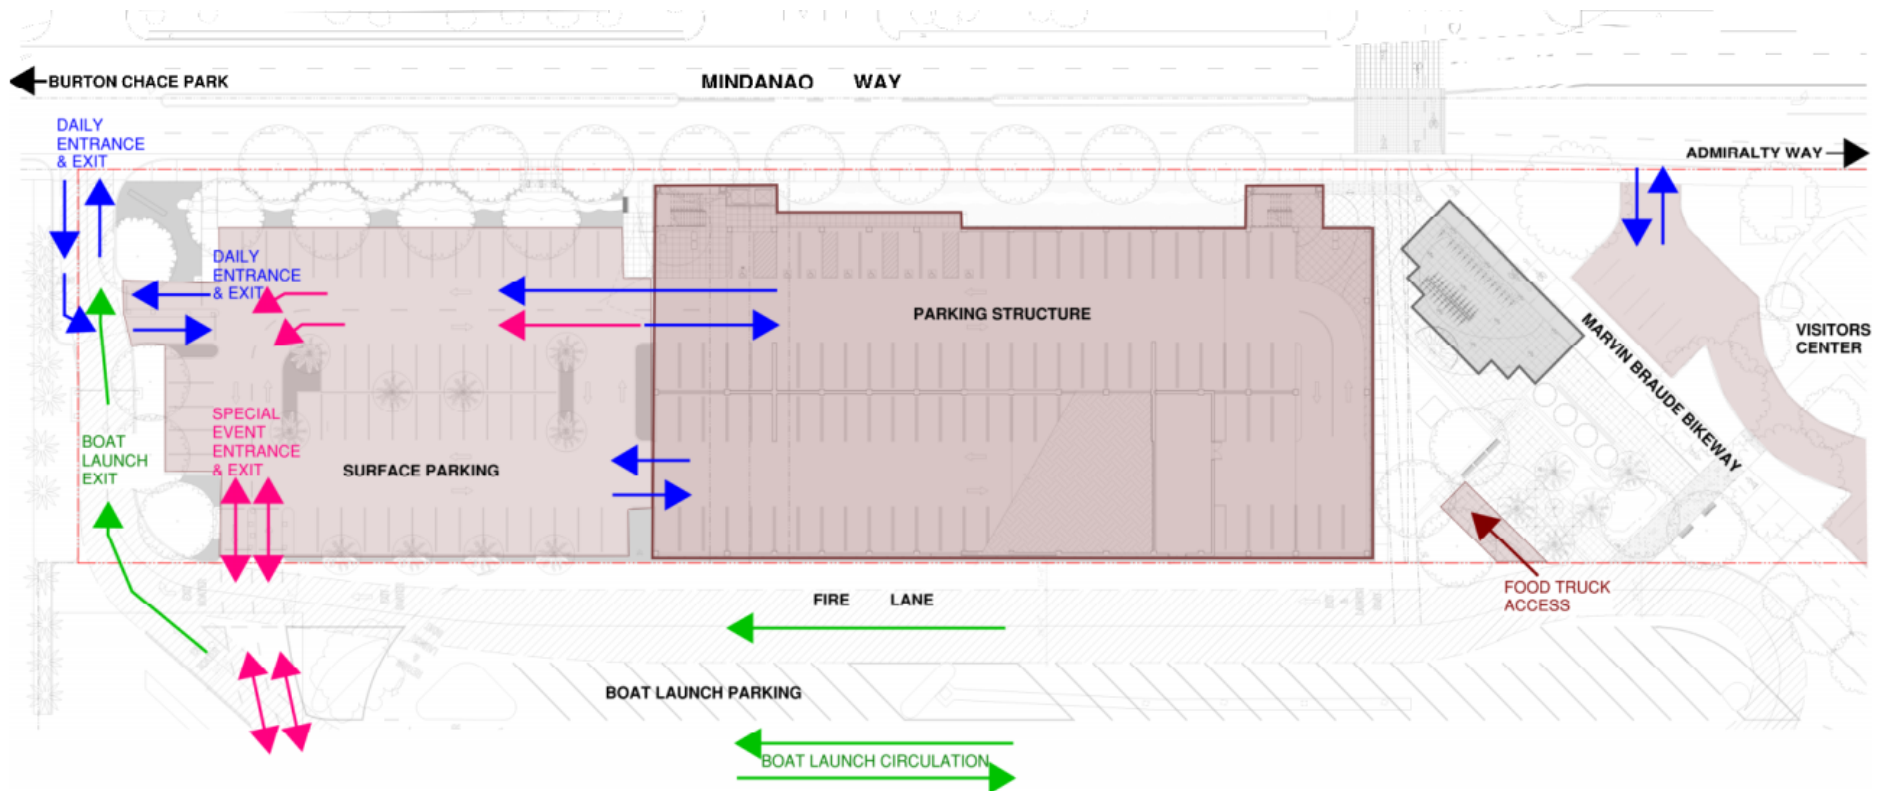 BURTON CHACE PARK
MINDANAO WAY
DAILY
ENTRANCE
& EXIT
ADMIRALTY WAY
DAILY
ENTRANCE
& EXIT
PARKING STRUCTURE
MARVIN BRAUDE BIKEWAY
VISITORS
CENTER
SPECIAL
EVENT
ENTRANCE
& EXIT
BOAT
LAUNCH
EXIT
SURFACE PARKING
FOOD TRUCK
ACCESS
FIRE LANE
BOAT LAUNCH PARKING
BOAT LAUNCH CIRCULATION